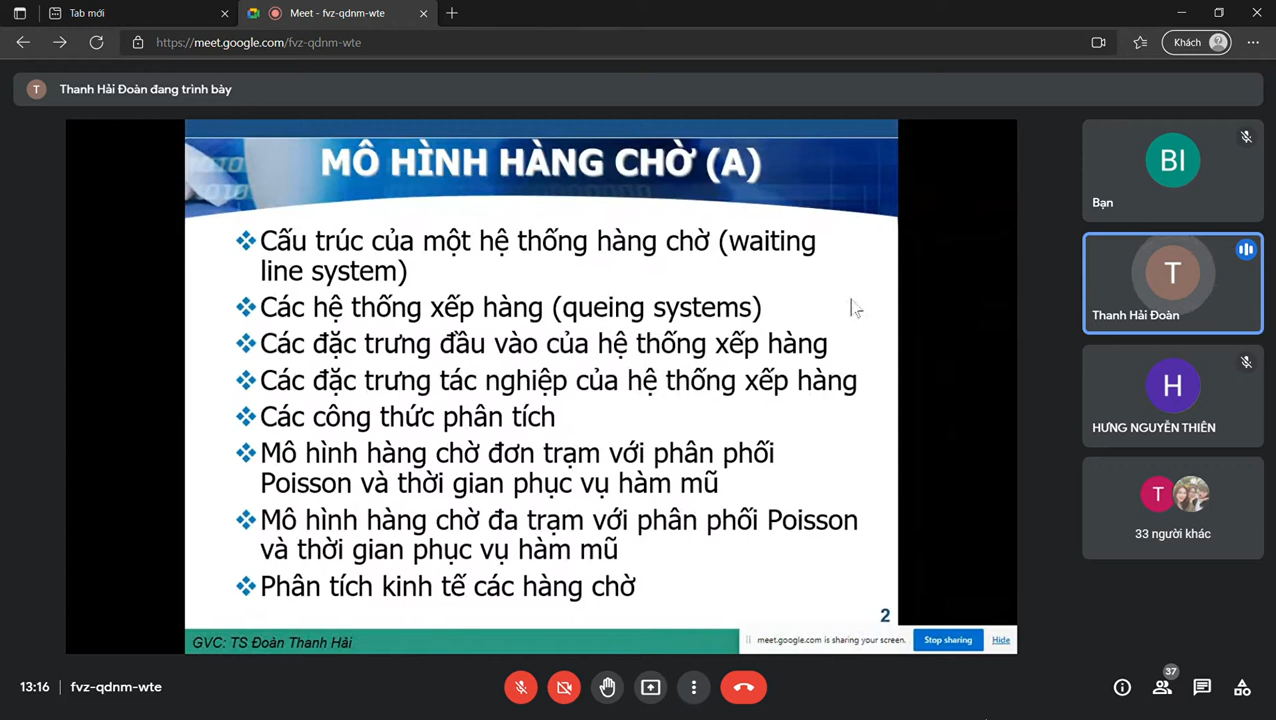 Tab mới
Meet - fvz-qdnm-wte
https://meet.google.com/fvz-qdnm-wte
Khách
T
Thanh Hải Đoàn đang trình bày
MÔ HÌNH HÀNG CHỜ (A)
Cấu trúc của một hệ thống hàng chờ (waiting
line system)
Các hệ thống xếp hàng (queing systems)
Các đặc trưng đầu vào của hệ thống xếp hàng
Các đặc trưng tác nghiệp của hệ thống xếp hàng
Các công thức phân tích
Mô hình hàng chờ đơn trạm với phân phối
Poisson và thời gian phục vụ hàm mũ
Mô hình hàng chờ đa trạm với phân phối Poisson
và thời gian phục vụ hàm mũ
Phân tích kinh tế các hàng chờ
2
GVC: TS Đoàn Thanh Hải
meet.google.com is sharing your screen.
Stop sharing
Hide
BI
Bạn
T
Thanh Hải Đoàn
H
HƯNG NGUYỄN THIÊN
T
33 người khác
13:16
fvz-qdnm-wte
37